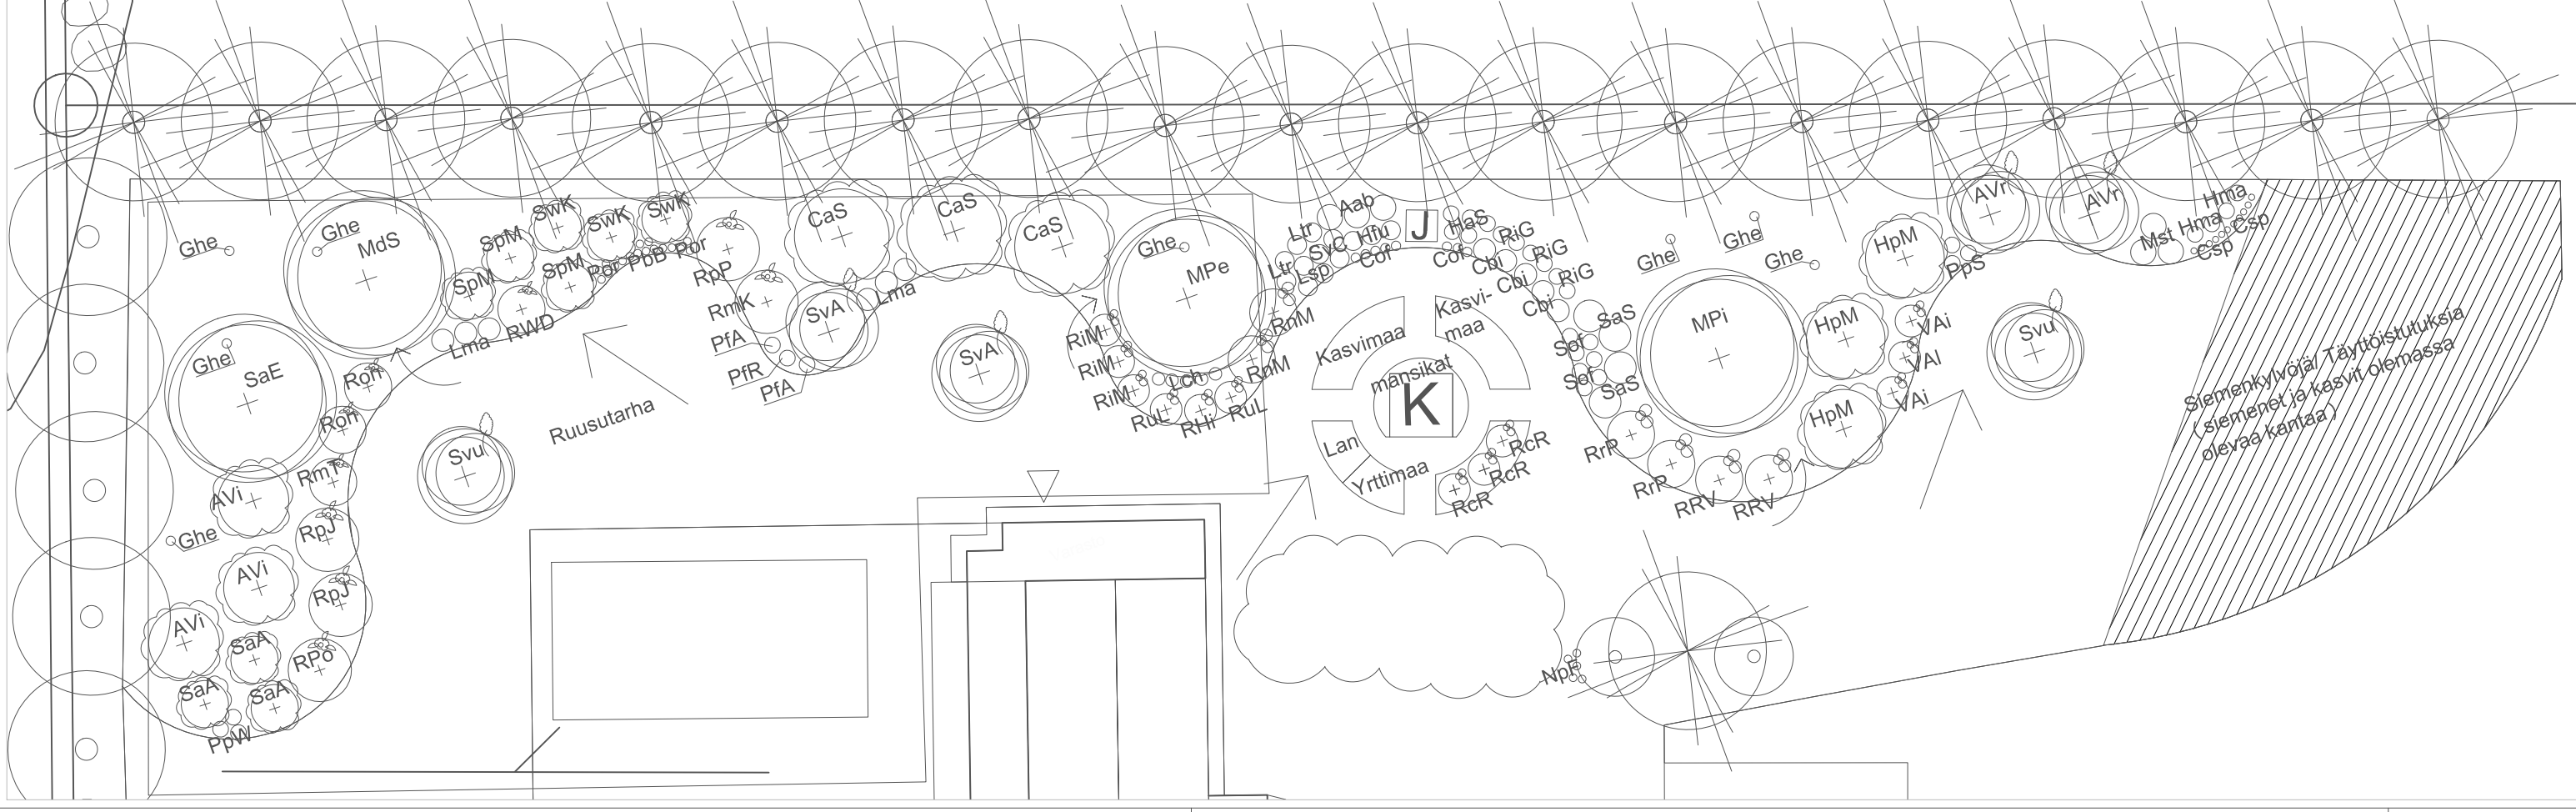 Ghe
Ghe
MdS
SpM
SpM
SwK
SwK
SwK
SpM
Por
PbB
Por
RpP
RmK
CaS
CaS
CaS
SvA
Lma
PfA
PfR
PfA
SvA
Ghe
MPe
RiM
RiM
RiM
RuL
RHi
RuL
Lch
RnM
RnM
Ltr
Ltr
Lsp
SyC
Aab
Hfu
Cof
J
HaS
Cof
Cbi
Cbi
Cbi
RiG
RiG
RiG
SaS
SaS
Sof
Sof
Ghe
Ghe
Ghe
MPi
HpM
HpM
HpM
AVr
AVr
PpS
Mst
Hma
Hma
Csp
Csp
VAi
VAI
VAi
Svu
Siemenkylvöjä/ Täyttöistutuksia
( siemenet ja kasvit olemassa
olevaa kantaa )
Ghe
SaE
Lma
RWD
Roh
Roh
RmT
Svu
Ruusutarha
AVi
Ghe
RpJ
AVi
RpJ
AVi
SaA
RPo
SaA
SaA
PpW
Kasvimaa
Kasvi-
maa
mansikat
K
Lan
Yrttimaa
RcR
RcR
RcR
RrP
RrP
RRV
RRV
NpF